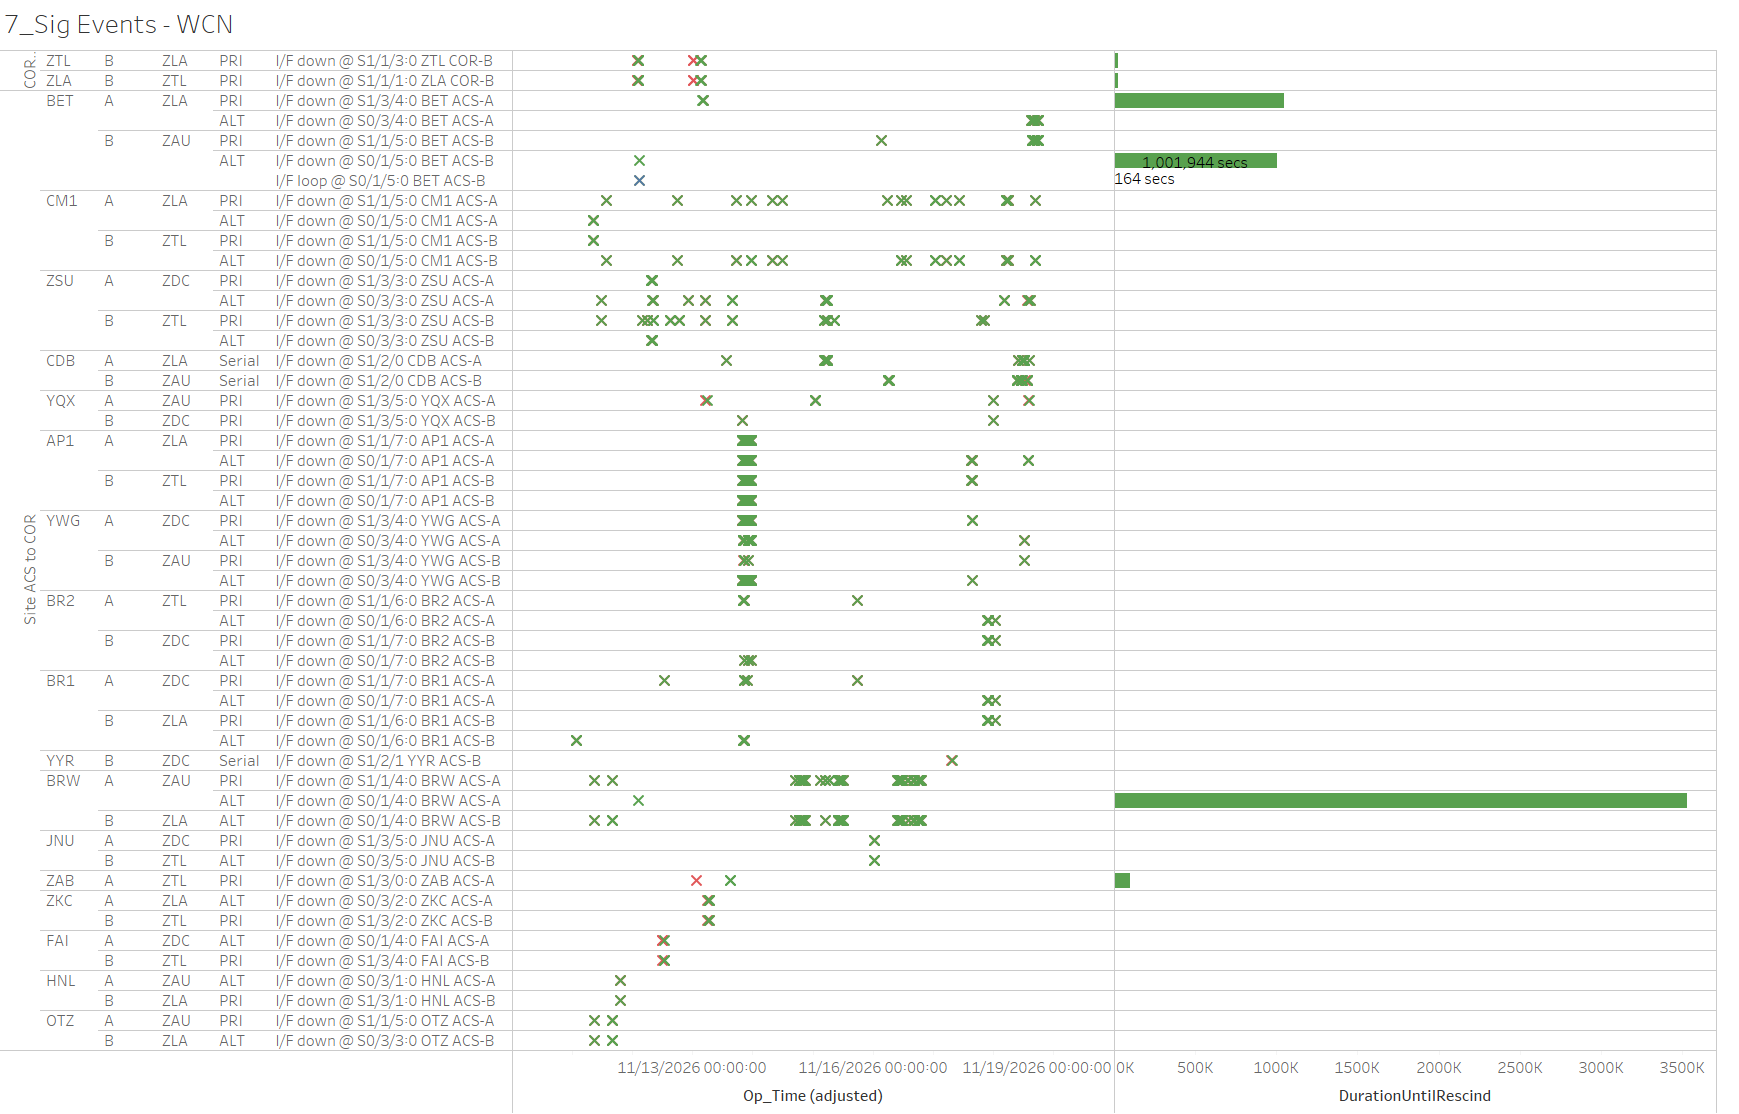 7_Sig Events - WCN
COR..
ZTL B ZLA PRI I/F down @ S1/1/3:0 ZTL COR-B
ZLA B ZTL PRI I/F down @ S1/1/1:0 ZLA COR-B
Site ACS to COR
BET A ZLA PRI I/F down @ S1/3/4:0 BET ACS-A
ALT I/F down @ S0/3/4:0 BET ACS-A
B ZAU PRI I/F down @ S1/1/5:0 BET ACS-B
ALT I/F down @ S0/1/5:0 BET ACS-B 1,001,944 secs
I/F loop @ S0/1/5:0 BET ACS-B 164 secs
CM1 A ZLA PRI I/F down @ S1/1/5:0 CM1 ACS-A
ALT I/F down @ S0/1/5:0 CM1 ACS-A
B ZTL PRI I/F down @ S1/1/5:0 CM1 ACS-B
ALT I/F down @ S0/1/5:0 CM1 ACS-B
ZSU A ZDC PRI I/F down @ S1/3/3:0 ZSU ACS-A
ALT I/F down @ S0/3/3:0 ZSU ACS-A
B ZTL PRI I/F down @ S1/3/3:0 ZSU ACS-B
ALT I/F down @ S0/3/3:0 ZSU ACS-B
CDB A ZLA Serial I/F down @ S1/2/0 CDB ACS-A
B ZAU Serial I/F down @ S1/2/0 CDB ACS-B
YQX A ZAU PRI I/F down @ S1/3/5:0 YQX ACS-A
B ZDC PRI I/F down @ S1/3/5:0 YQX ACS-B
AP1 A ZLA PRI I/F down @ S1/1/7:0 AP1 ACS-A
ALT I/F down @ S0/1/7:0 AP1 ACS-A
B ZTL PRI I/F down @ S1/1/7:0 AP1 ACS-B
ALT I/F down @ S0/1/7:0 AP1 ACS-B
YWG A ZDC PRI I/F down @ S1/3/4:0 YWG ACS-A
ALT I/F down @ S0/3/4:0 YWG ACS-A
B ZAU PRI I/F down @ S1/3/4:0 YWG ACS-B
ALT I/F down @ S0/3/4:0 YWG ACS-B
BR2 A ZTL PRI I/F down @ S1/1/6:0 BR2 ACS-A
ALT I/F down @ S0/1/6:0 BR2 ACS-A
B ZDC PRI I/F down @ S1/1/7:0 BR2 ACS-B
ALT I/F down @ S0/1/7:0 BR2 ACS-B
BR1 A ZDC PRI I/F down @ S1/1/7:0 BR1 ACS-A
ALT I/F down @ S0/1/7:0 BR1 ACS-A
B ZLA PRI I/F down @ S1/1/6:0 BR1 ACS-B
ALT I/F down @ S0/1/6:0 BR1 ACS-B
YYR B ZDC Serial I/F down @ S1/2/1 YYR ACS-B
BRW A ZAU PRI I/F down @ S1/1/4:0 BRW ACS-A
ALT I/F down @ S0/1/4:0 BRW ACS-A
B ZLA ALT I/F down @ S0/1/4:0 BRW ACS-B
JNU A ZDC PRI I/F down @ S1/3/5:0 JNU ACS-A
B ZTL ALT I/F down @ S0/3/5:0 JNU ACS-B
ZAB A ZTL PRI I/F down @ S1/3/0:0 ZAB ACS-A
ZKC A ZLA ALT I/F down @ S0/3/2:0 ZKC ACS-A
B ZTL PRI I/F down @ S1/3/2:0 ZKC ACS-B
FAI A ZDC ALT I/F down @ S0/1/4:0 FAI ACS-A
B ZTL PRI I/F down @ S1/3/4:0 FAI ACS-B
HNL A ZAU ALT I/F down @ S0/3/1:0 HNL ACS-A
B ZLA PRI I/F down @ S1/3/1:0 HNL ACS-B
OTZ A ZAU PRI I/F down @ S1/1/5:0 OTZ ACS-A
B ZLA ALT I/F down @ S0/3/3:0 OTZ ACS-B
11/13/2026 00:00:00 11/16/2026 00:00:00 11/19/2026 00:00:00 0K 500K 1000K 1500K 2000K 2500K 3000K 3500K
Op_Time (adjusted) DurationUntilRescind